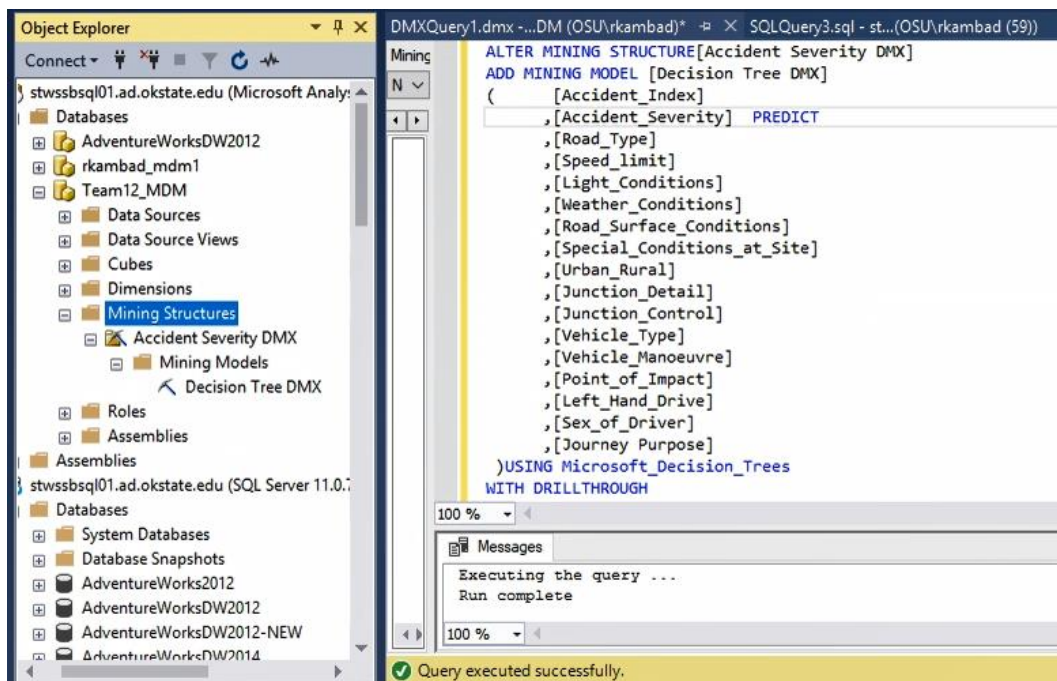 Object Explorer
Connect
stwssbsql01.ad.okstate.edu (Microsoft Analy
Databases
AdventureWorksDW2012
rkambad_mdm1
Team12_MDM
Data Sources
Data Source Views
Cubes
Dimensions
Mining Structures
Accident Severity DMX
Mining Models
Decision Tree DMX
Roles
Assemblies
Assemblies
stwssbsql01.ad.okstate.edu (SQL Server 11.0.
Databases
System Databases
Database Snapshots
AdventureWorks2012
AdventureWorksDW2012
AdventureWorksDW2012-NEW
AdventureWorksDW2014
DMXQuery1.dmx -...DM (OSU\rkambad)* SQLQuery3.sql - st...(OSU\rkambad (59))
Mining
N
ALTER MINING STRUCTURE[Accident Severity DMX]
ADD MINING MODEL [Decision Tree DMX]
( [Accident_Index]
,[Accident_Severity] PREDICT
,[Road_Type]
,[Speed_limit]
,[Light_Conditions]
,[Weather_Conditions]
,[Road_Surface_Conditions]
,[Special_Conditions_at_Site]
,[Urban_Rural]
,[Junction_Detail]
,[Junction_Control]
,[Vehicle_Type]
,[Vehicle_Manoeuvre]
,[Point_of_Impact]
,[Left_Hand_Drive]
,[Sex_of_Driver]
,[Journey Purpose]
)USING Microsoft_Decision_Trees
WITH DRILLTHROUGH
100 %
Messages
Executing the query ...
Run complete
100 %
Query executed successfully.